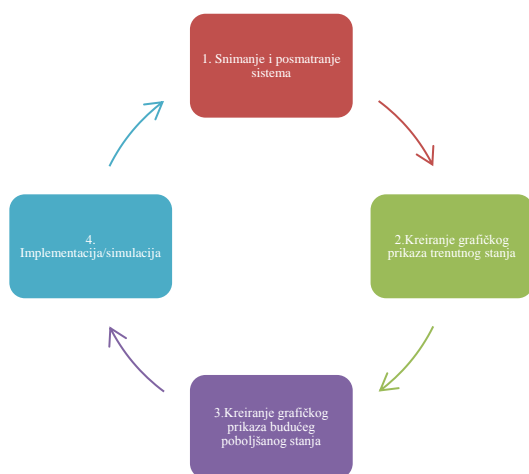 1. Snimanje i posmatranje
sistema
2.Kreiranje grafičkog
prikaza trenutnog stanja
3.Kreiranje grafičkog
prikaza budućeg
poboljšanog stanja
4.
Implementacija/simulacija